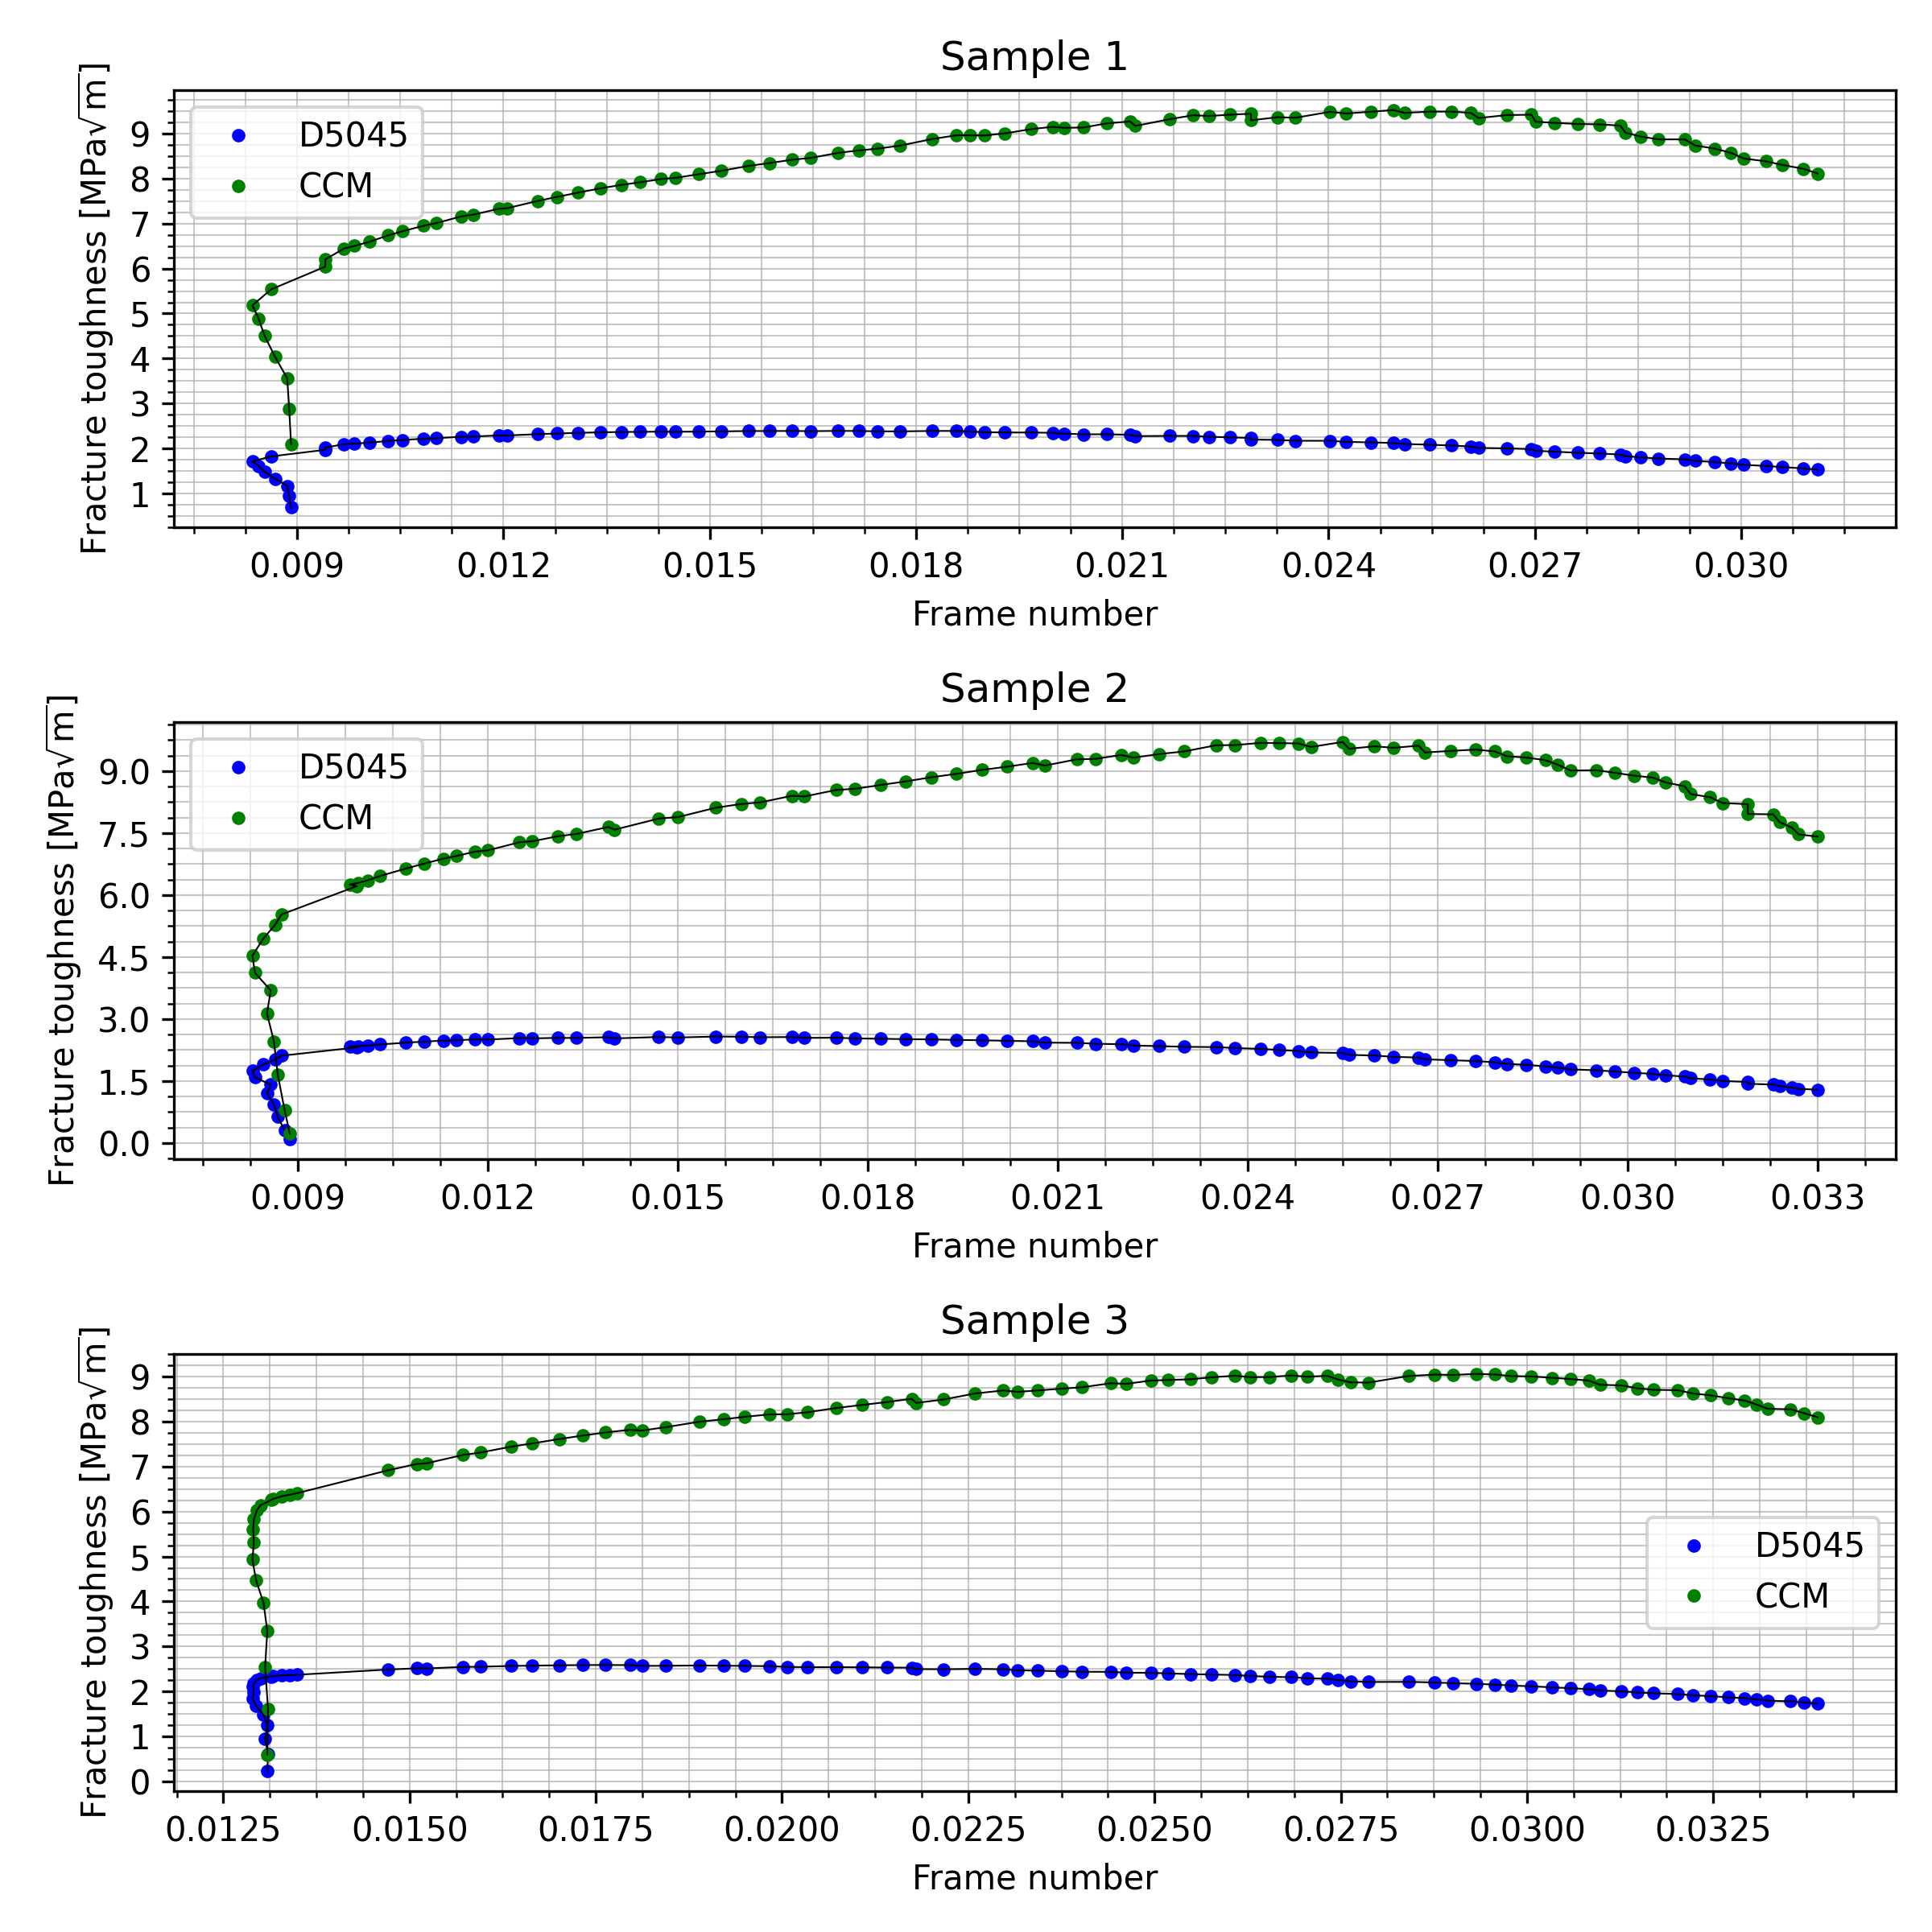 Sample 1
Fracture toughness [MPa√m]
9
8
7
6
5
4
3
2
1
D5045
CCM
0.009 0.012 0.015 0.018 0.021 0.024 0.027 0.030
Frame number
Sample 2
Fracture toughness [MPa√m]
9.0
7.5
6.0
4.5
3.0
1.5
0.0
D5045
CCM
0.009 0.012 0.015 0.018 0.021 0.024 0.027 0.030 0.033
Frame number
Sample 3
Fracture toughness [MPa√m]
9
8
7
6
5
4
3
2
1
0
D5045
CCM
0.0125 0.0150 0.0175 0.0200 0.0225 0.0250 0.0275 0.0300 0.0325
Frame number